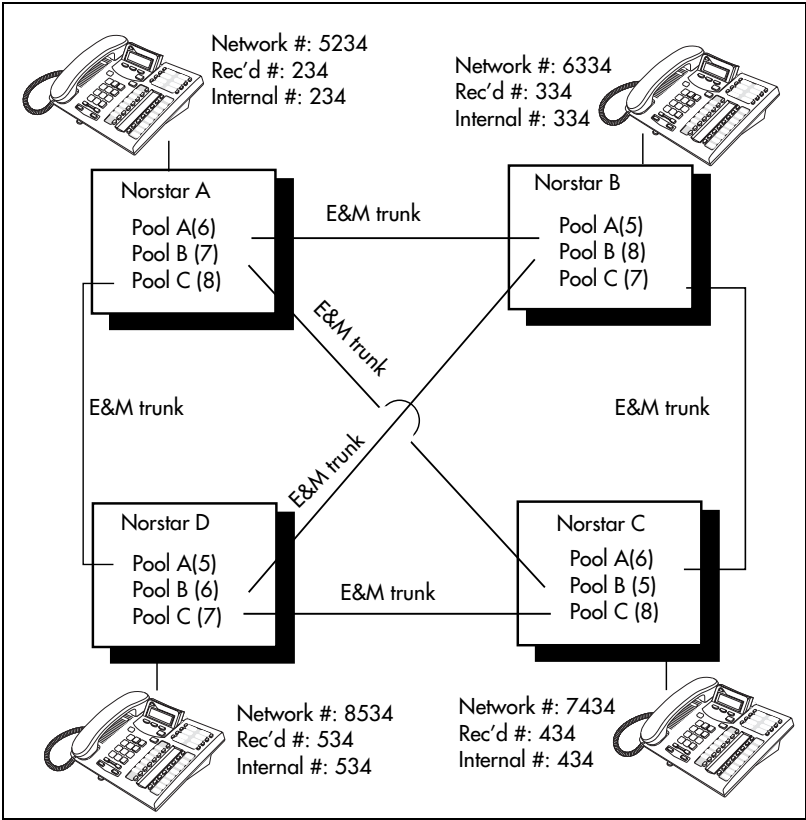 Network #: 5234
Rec’d #: 234
Internal #: 234
Network #: 6334
Rec’d #: 334
Internal #: 334
Norstar A
Pool A(6)
Pool B (7)
Pool C (8)
E&M trunk
Norstar B
Pool A(5)
Pool B (8)
Pool C (7)
E&M trunk
E&M trunk
E&M trunk
E&M trunk
Norstar D
Pool A(5)
Pool B (6)
Pool C (7)
E&M trunk
Norstar C
Pool A(6)
Pool B (5)
Pool C (8)
Network #: 8534
Rec’d #: 534
Internal #: 534
Network #: 7434
Rec’d #: 434
Internal #: 434